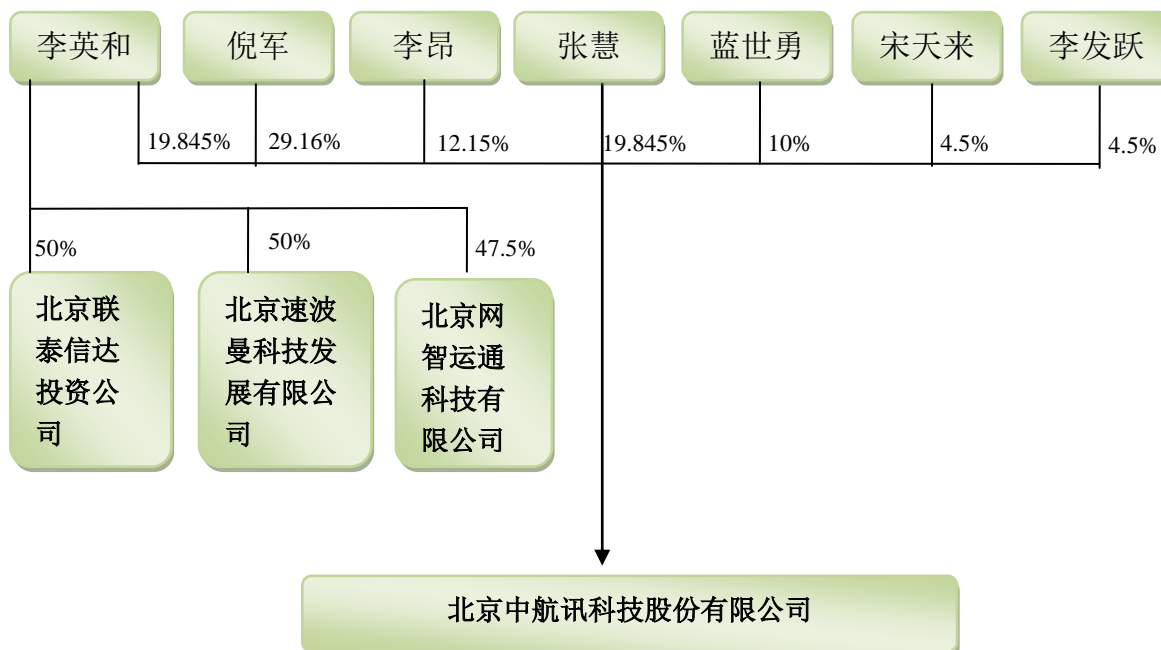 李英和
倪军
李昂
张慧
蓝世勇
宋天来
李发跃
19.845%
29.16%
12.15%
19.845%
10%
4.5%
4.5%
50%
50%
47.5%
北京联
泰信达
投资公
司
北京速波
曼科技发
展有限公
司
北京网
智运通
科技有
限公司
北京中航讯科技股份有限公司